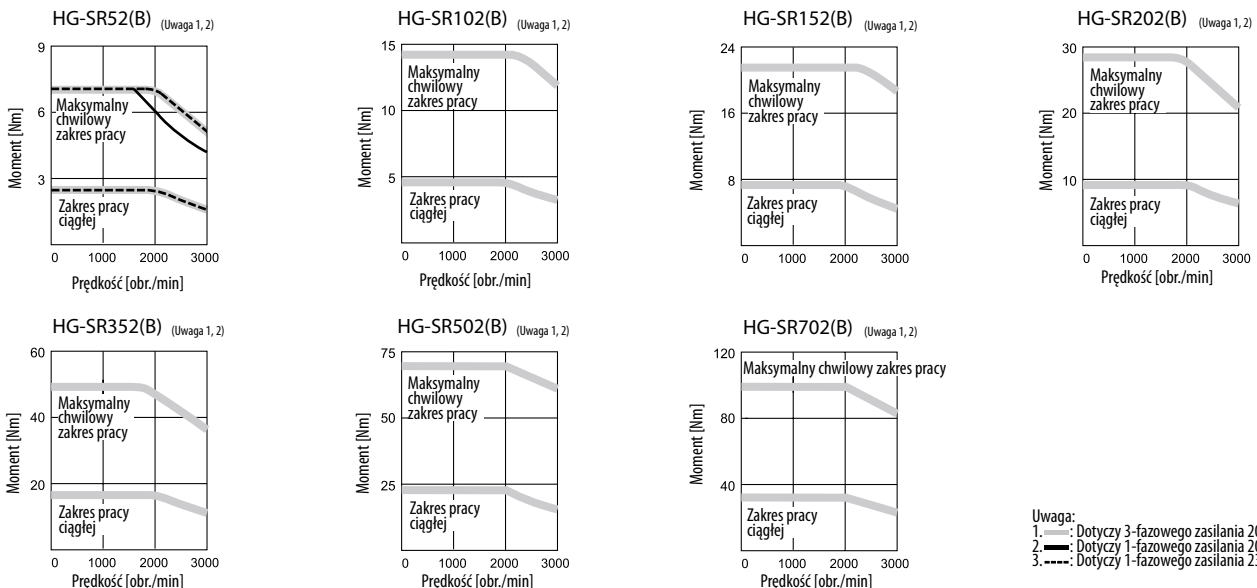 HG-SR52(B) (Uwaga 1, 2)
9
6
3
0 1000 2000 3000
Moment [Nm]
Maksymalny
chwilowy
zakres pracy
Zakres pracy
ciągłej
Prędkość [obr./min]
HG-SR102(B) (Uwaga 1, 2)
15
10
5
0 1000 2000 3000
Moment [Nm]
Maksymalny
chwilowy
zakres pracy
Zakres pracy
ciągłej
Prędkość [obr./min]
HG-SR152(B) (Uwaga 1, 2)
24
16
8
0 1000 2000 3000
Moment [Nm]
Maksymalny
chwilowy
zakres pracy
Zakres pracy
ciągłej
Prędkość [obr./min]
HG-SR202(B) (Uwaga 1, 2)
30
20
10
0 1000 2000 3000
Moment [Nm]
Maksymalny
chwilowy
zakres pracy
Zakres pracy
ciągłej
Prędkość [obr./min]
HG-SR352(B) (Uwaga 1, 2)
60
40
20
0 1000 2000 3000
Moment [Nm]
Maksymalny
chwilowy
zakres pracy
Zakres pracy
ciągłej
Prędkość [obr./min]
HG-SR502(B) (Uwaga 1, 2)
75
50
25
0 1000 2000 3000
Moment [Nm]
Maksymalny
chwilowy
zakres pracy
Zakres pracy
ciągłej
Prędkość [obr./min]
HG-SR702(B) (Uwaga 1, 2)
120
80
40
0 1000 2000 3000
Moment [Nm]
Maksymalny chwilowy zakres pracy
Zakres pracy
ciągłej
Prędkość [obr./min]
Uwaga:
1. : Dotyczy 3-fazowego zasilania
2. : Dotyczy 1-fazowego zasilania
3. : Dotyczy 1-fazowego zasilania